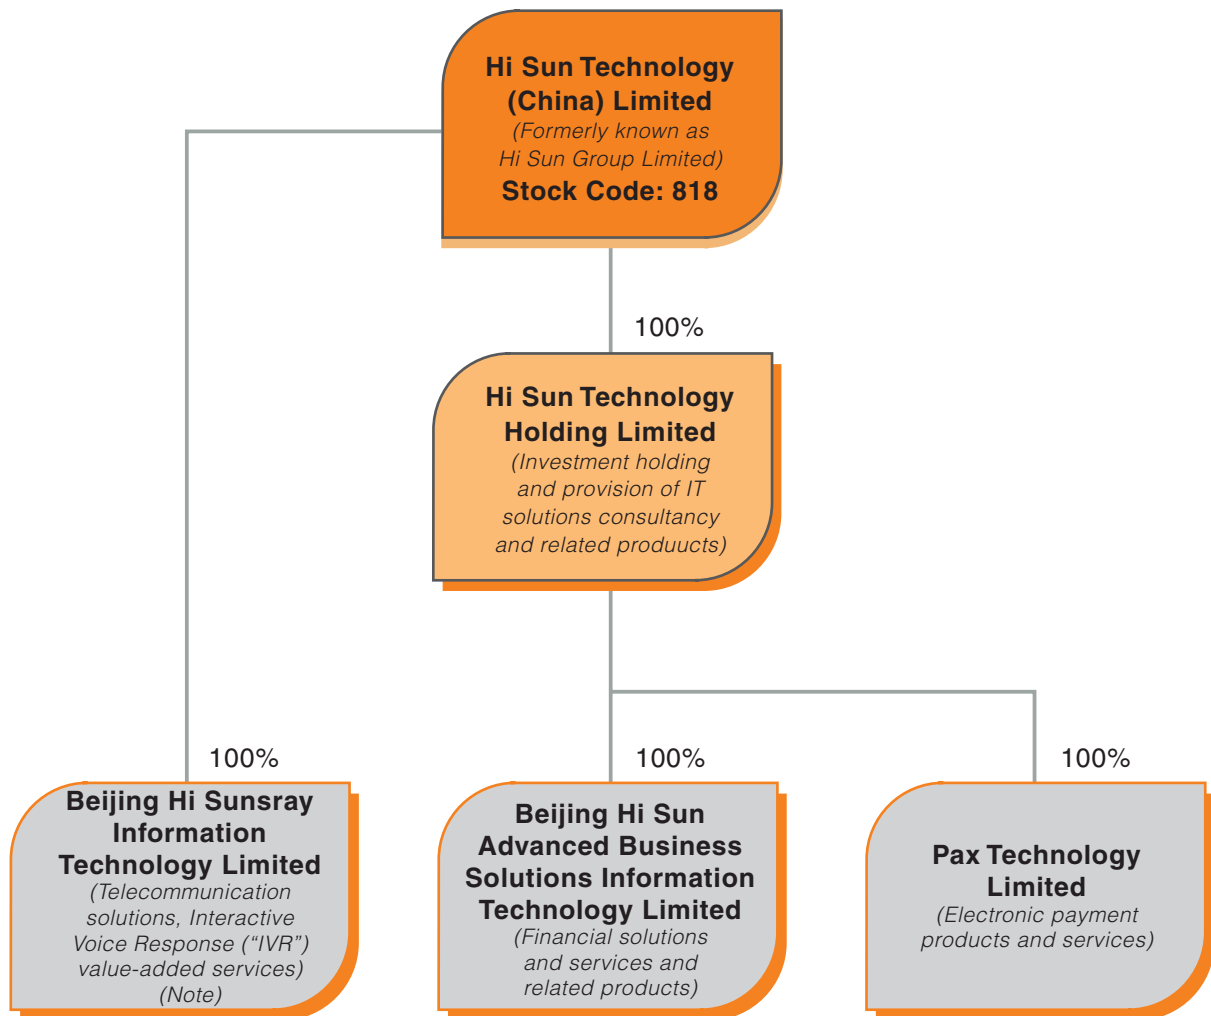 Hi Sun Technology
(China) Limited
(Formerly known as
Hi Sun Group Limited)
Stock Code: 818
100%
Hi Sun Technology
Holding Limited
(Investment holding
and provision of IT
solutions consultancy
and related produucts)
100%
Beijing Hi Sunsray
Information
Technology Limited
(Telecommunication
solutions, Interactive
Voice Response (“IVR”)
value-added services)
(Note)
100%
Beijing Hi Sun
Advanced Business
Solutions Information
Technology Limited
(Financial solutions
and services and
related products)
100%
Pax Technology
Limited
(Electronic payment
products and services)